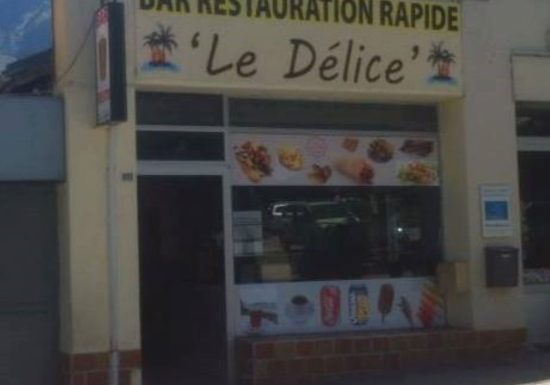 BAR RESTAURATION RAPIDE
'Le Délice'